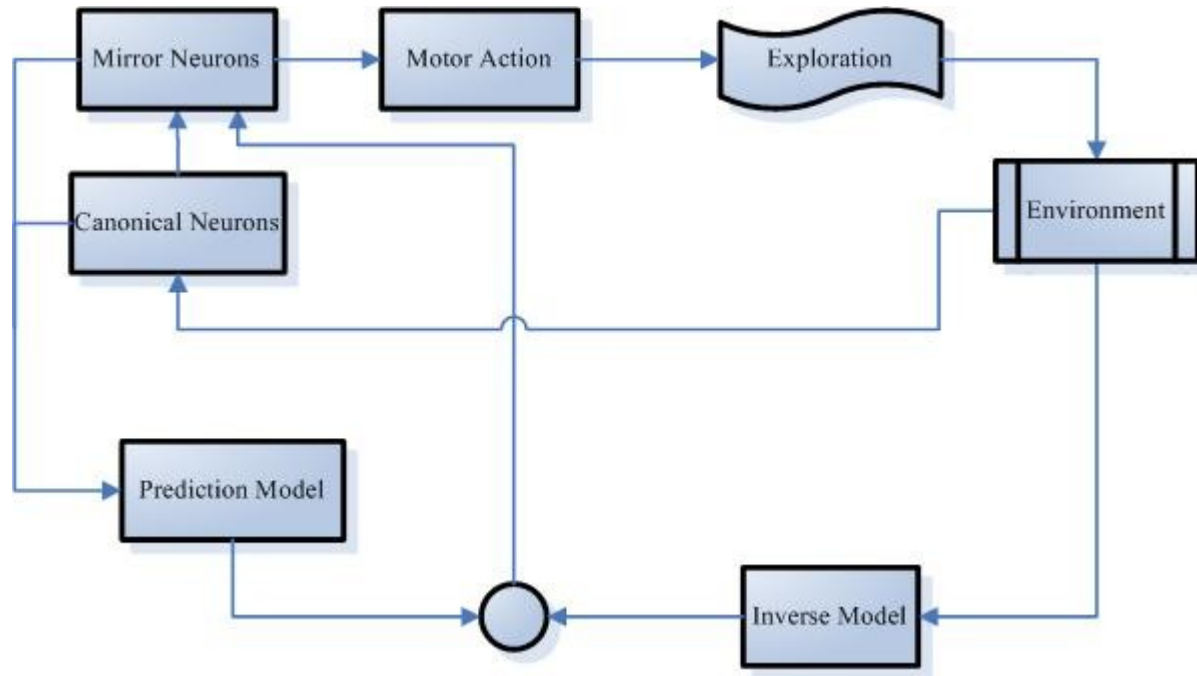 Mirror Neurons
Motor Action
Exploration
Canonical Neurons
Environment
Prediction Model
Inverse Model